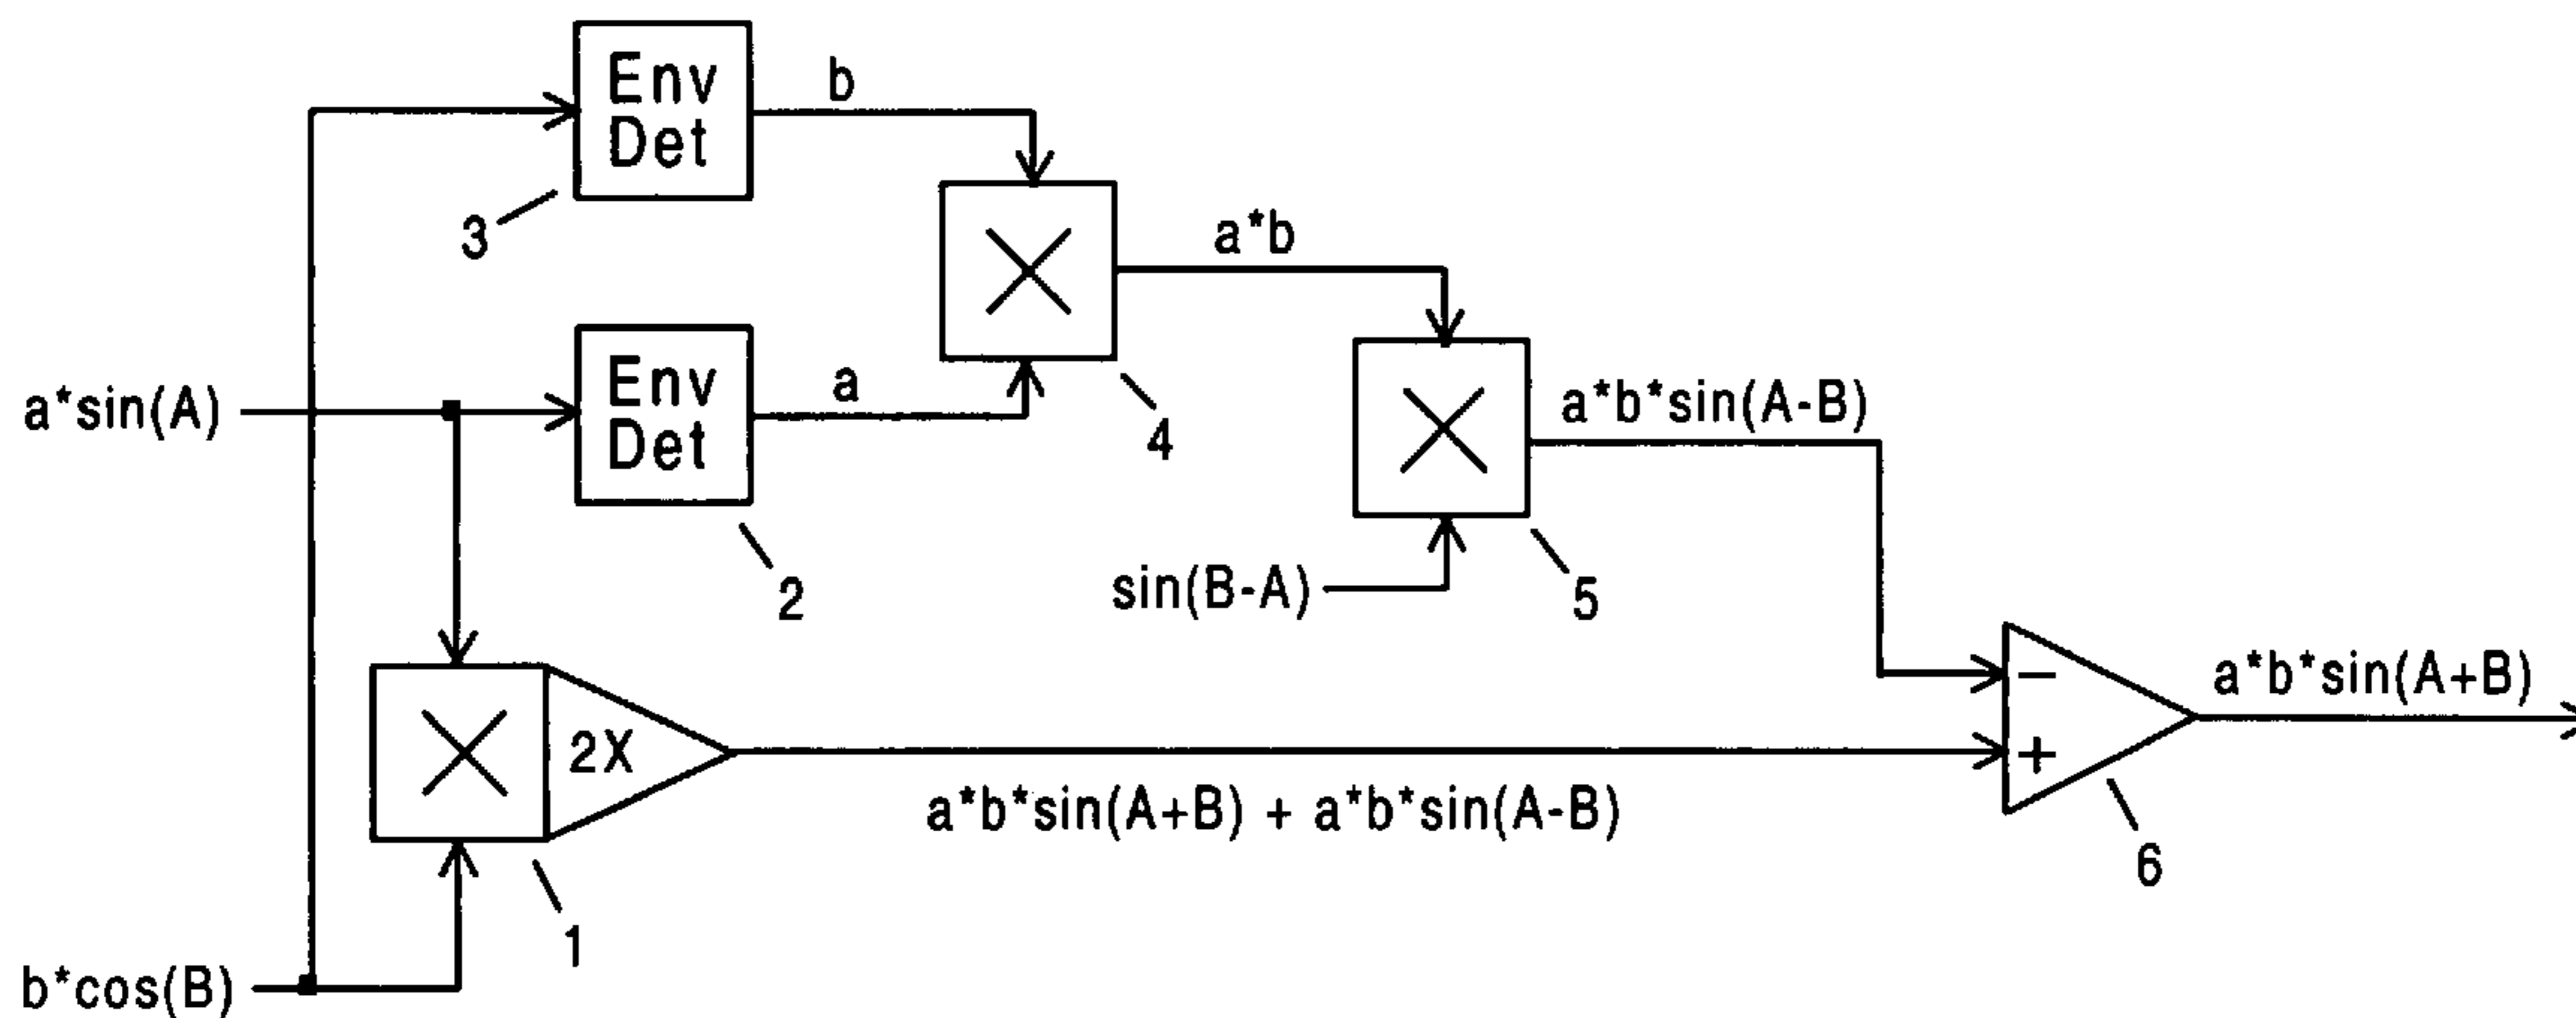 Env
Det
b
3
a*b
Env
Det
a
a*sin(A)
4
a*b*sin(A-B)
2
sin(B-A)
5
2X
−
+
a*b*sin(A+B)
a*b*sin(A+B) + a*b*sin(A-B)
6
1
b*cos(B)